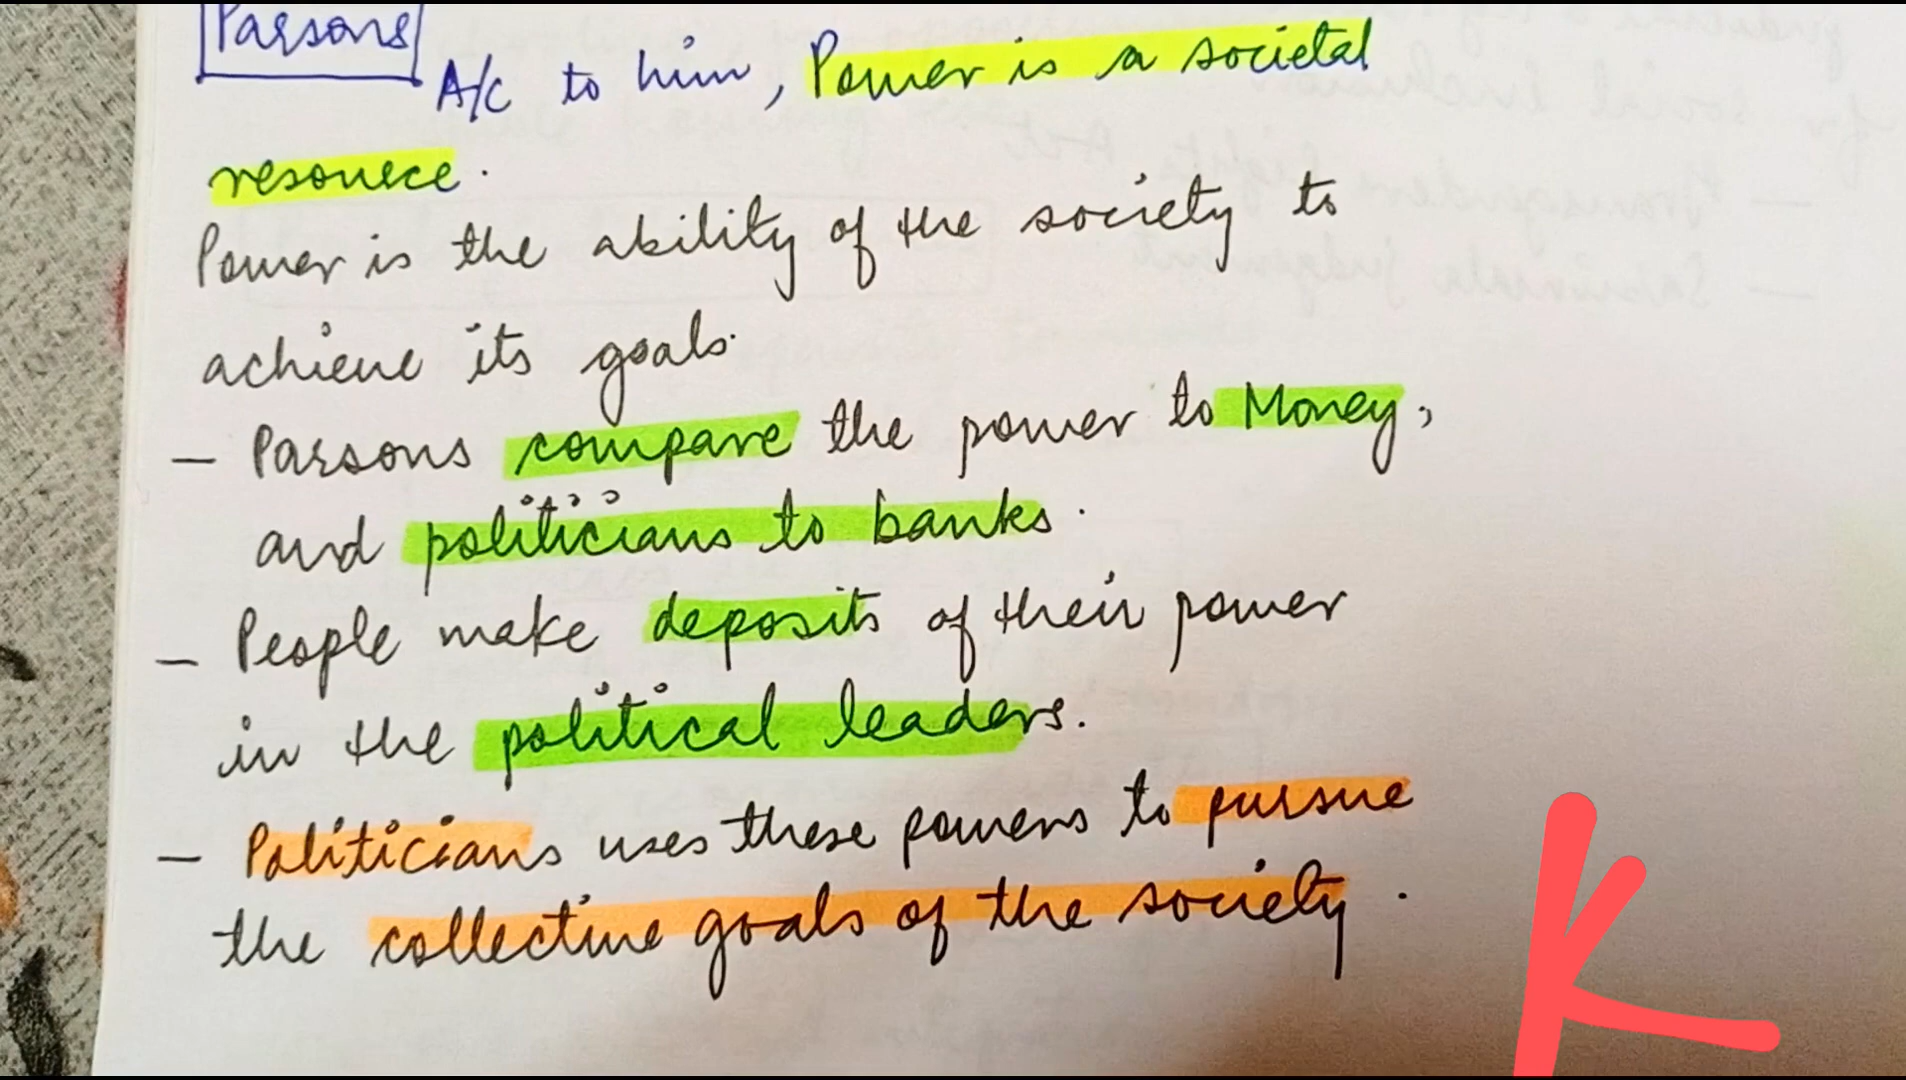 Parsons
A/c to him, Power is a societal
resource.
Power is the ability of the society to
achieve its goals.
- Parsons compare the power to Money,
and politicians to banks.
- People make deposits of their power
in the political leaders.
- Politicians uses these powers to pursue
the collective goals of the society.
K